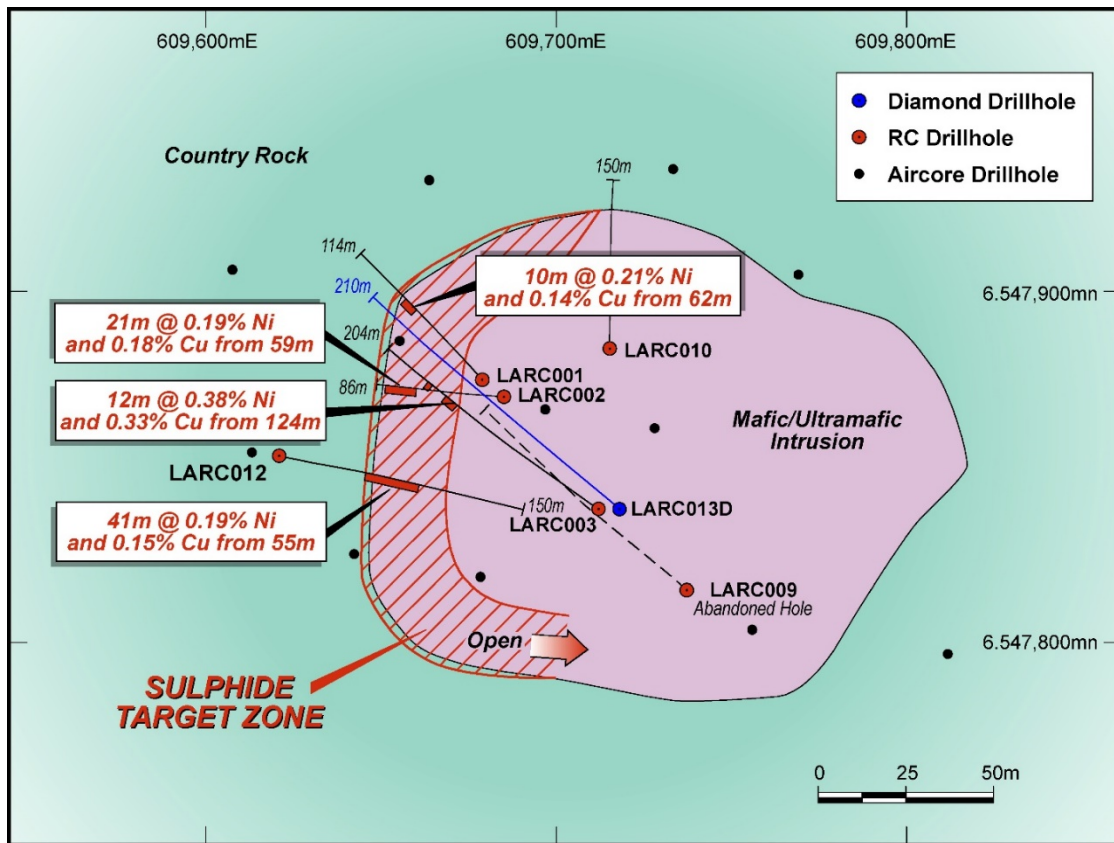 609,600mE
609,700mE
609,800mE
Diamond Drillhole
RC Drillhole
Aircore Drillhole
Country Rock
150m
114m
10m @ 0.21% Ni
and 0.14% Cu from 62m
210m
6.547,900mn
21m @ 0.19% Ni
and 0.18% Cu from 59m
204m
LARC010
LARC001
86m
LARC002
12m @ 0.38% Ni
and 0.33% Cu from 124m
Mafic/Ultramafic
Intrusion
LARC012
150m
LARC003
LARC013D
41m @ 0.19% Ni
and 0.15% Cu from 55m
LARC009
Abandoned Hole
Open
6.547,800mn
SULPHIDE
TARGET ZONE
0 25 50m